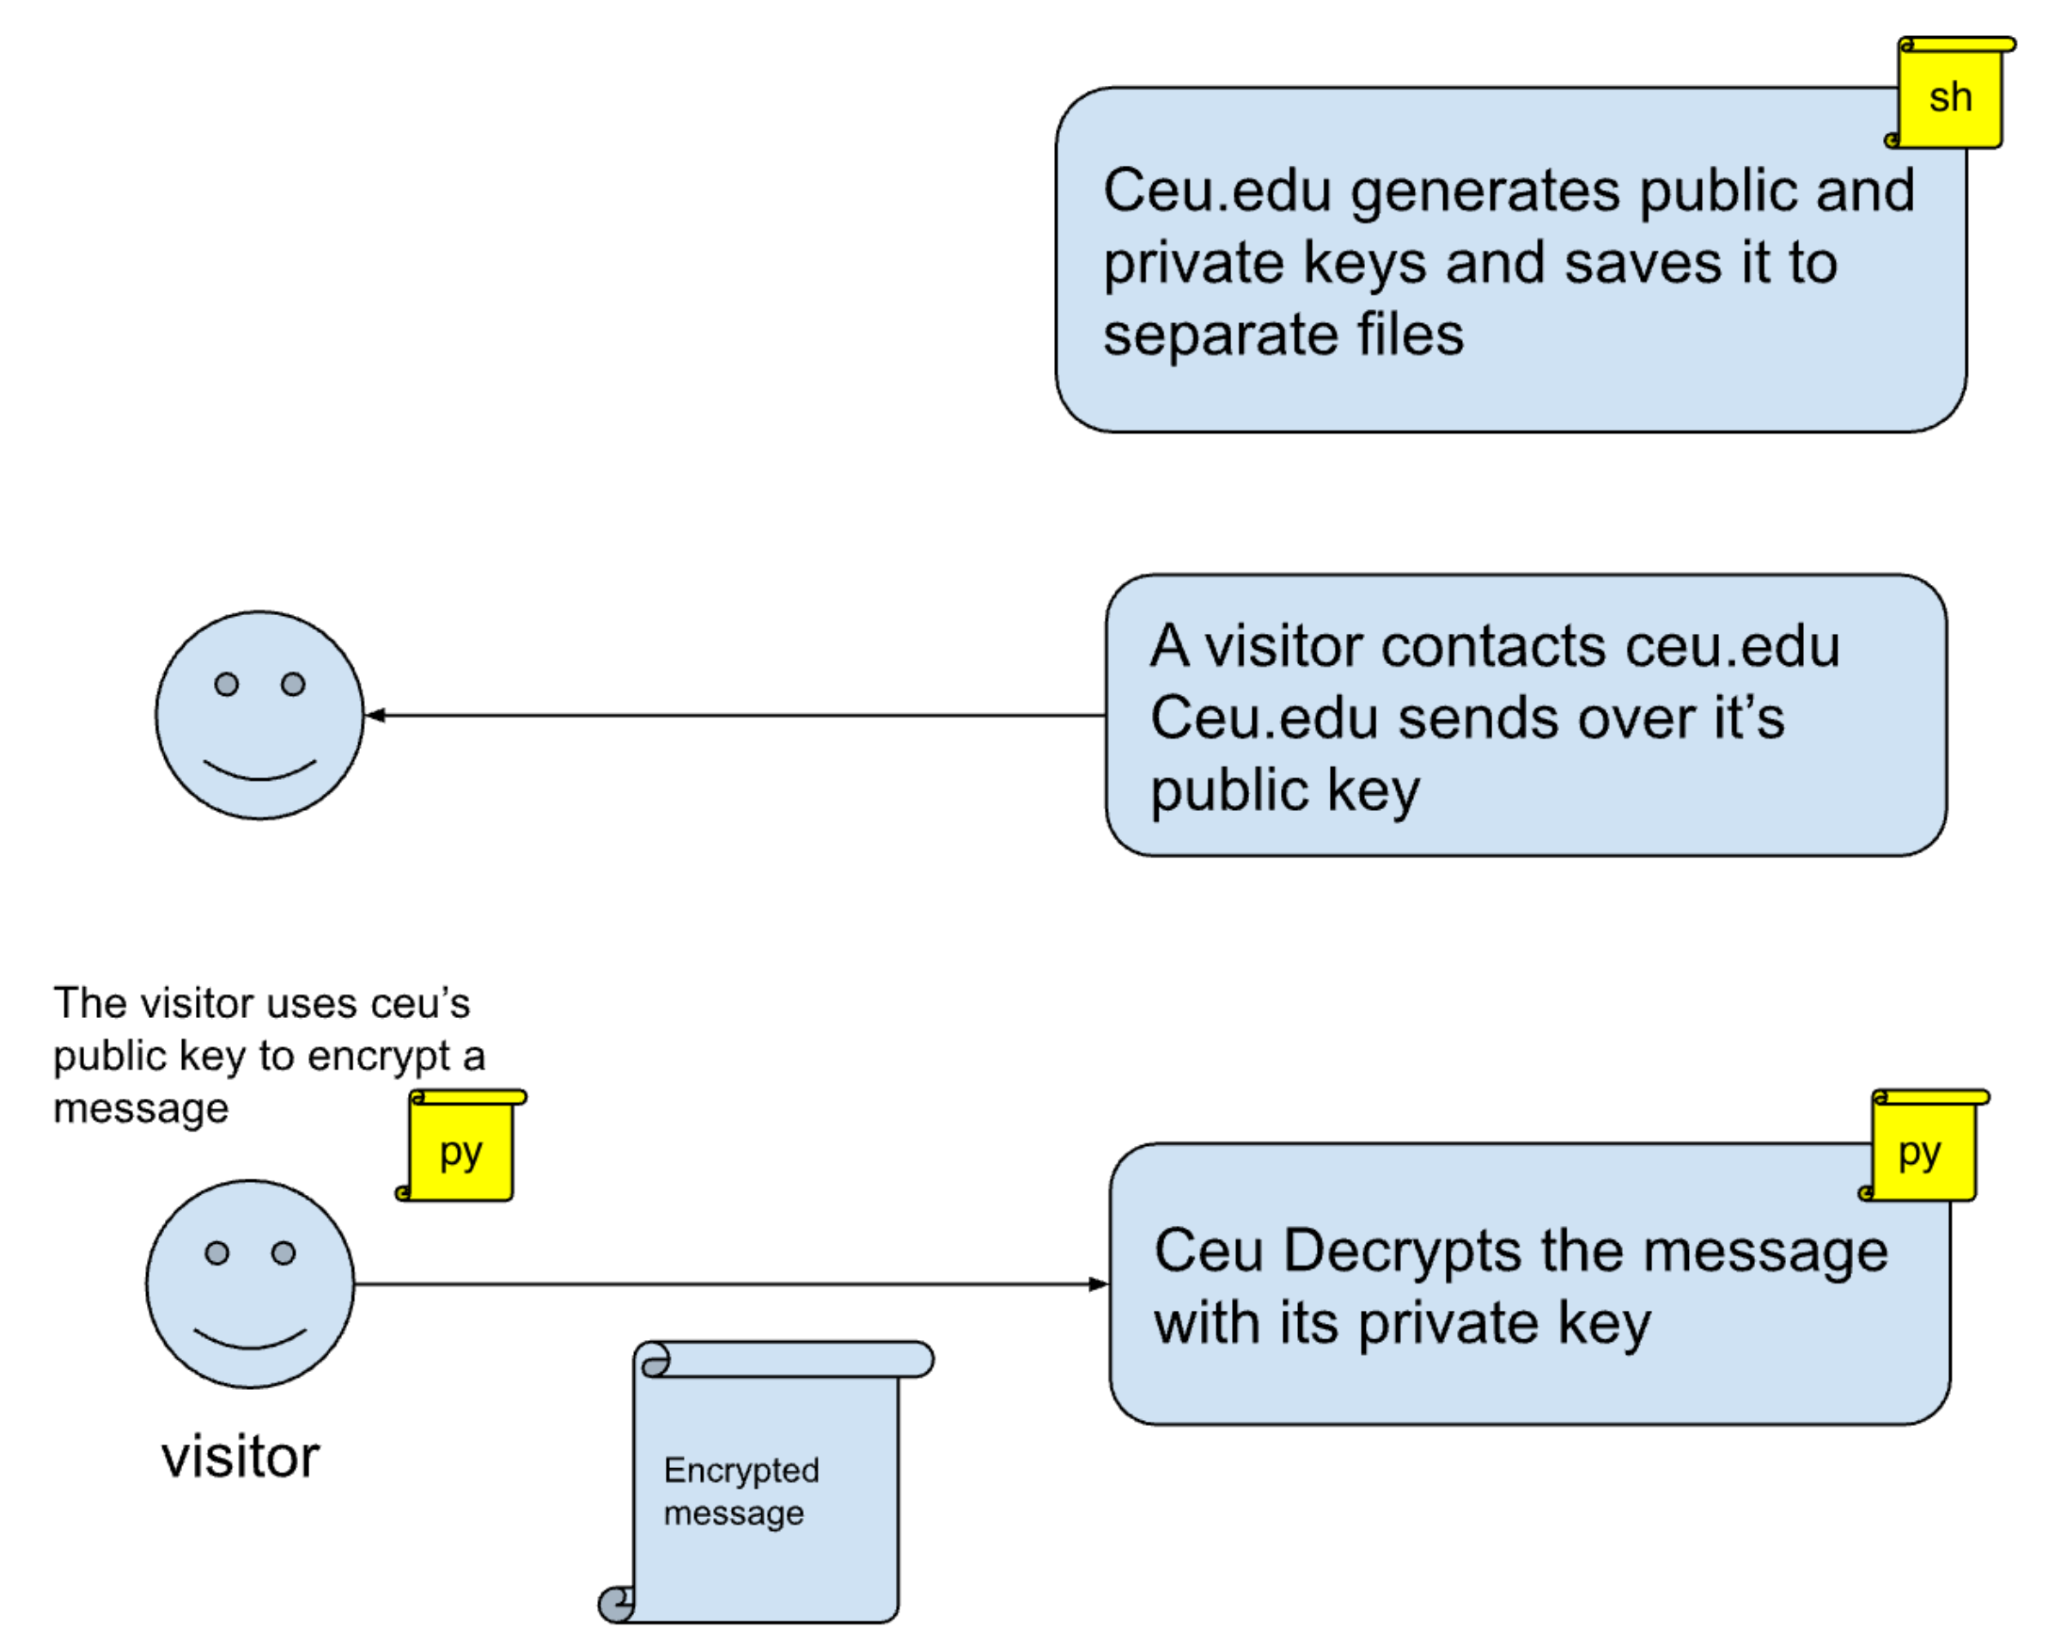 sh
Ceu.edu generates public and
private keys and saves it to
separate files
A visitor contacts ceu.edu
Ceu.edu sends over it’s
public key
The visitor uses ceu’s
public key to encrypt a
message
py
py
Ceu Decrypts the message
with its private key
visitor
Encrypted
message